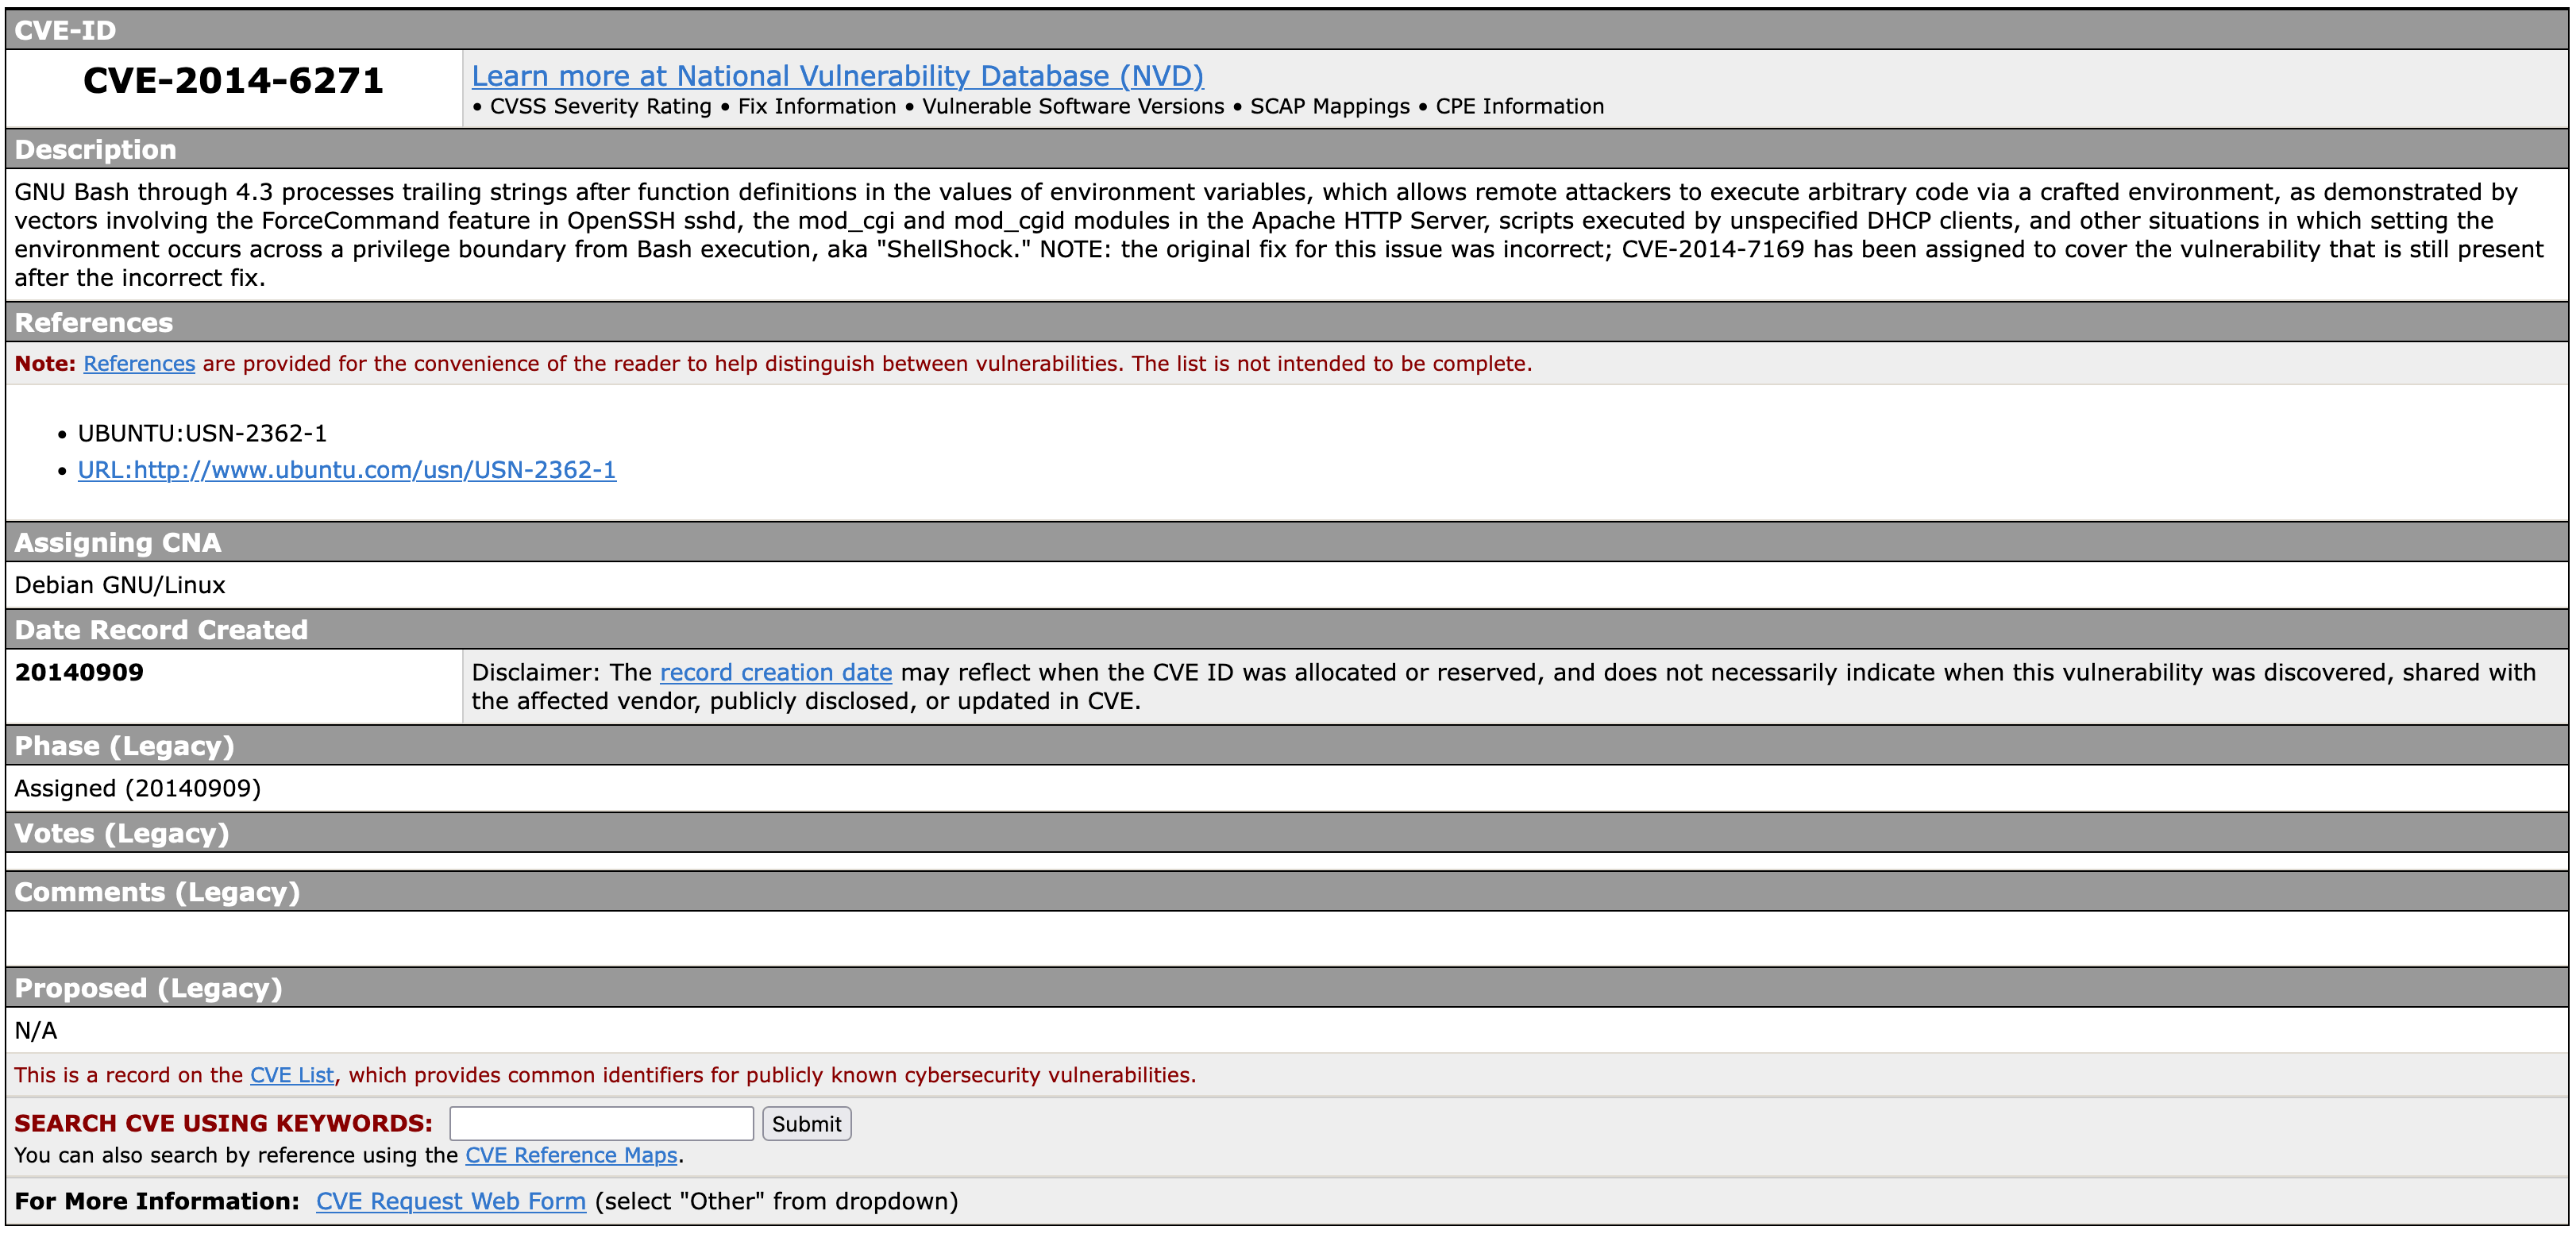 CVE-ID
CVE-2014-6271
Learn more at National Vulnerability Database (NVD)
• CVSS Severity Rating • Fix Information • Vulnerable Software Versions • SCAP Mappings • CPE Information
Description
GNU Bash through 4.3 processes trailing strings after function definitions in the values of environment variables, which allows remote attackers to execute arbitrary code via a crafted environment, as demonstrated by
vectors involving the ForceCommand feature in OpenSSH sshd, the mod_cgi and mod_cgid modules in the Apache HTTP Server, scripts executed by unspecified DHCP clients, and other situations in which setting the
environment occurs across a privilege boundary from Bash execution, aka "ShellShock." NOTE: the original fix for this issue was incorrect; CVE-2014-7169 has been assigned to cover the vulnerability that is still present
after the incorrect fix.
References
Note: References are provided for the convenience of the reader to help distinguish between vulnerabilities. The list is not intended to be complete.
• UBUNTU:USN-2362-1
• URL:http://www.ubuntu.com/usn/USN-2362-1
Assigning CNA
Debian GNU/Linux
Date Record Created
20140909
Disclaimer: The record creation date may reflect when the CVE ID was allocated or reserved, and does not necessarily indicate when this vulnerability was discovered, shared with
the affected vendor, publicly disclosed, or updated in CVE.
Phase (Legacy)
Assigned (20140909)
Votes (Legacy)
Comments (Legacy)
Proposed (Legacy)
N/A
This is a record on the CVE List, which provides common identifiers for publicly known cybersecurity vulnerabilities.
SEARCH CVE USING KEYWORDS: Submit
You can also search by reference using the CVE Reference Maps.
For More Information: CVE Request Web Form (select "Other" from dropdown)